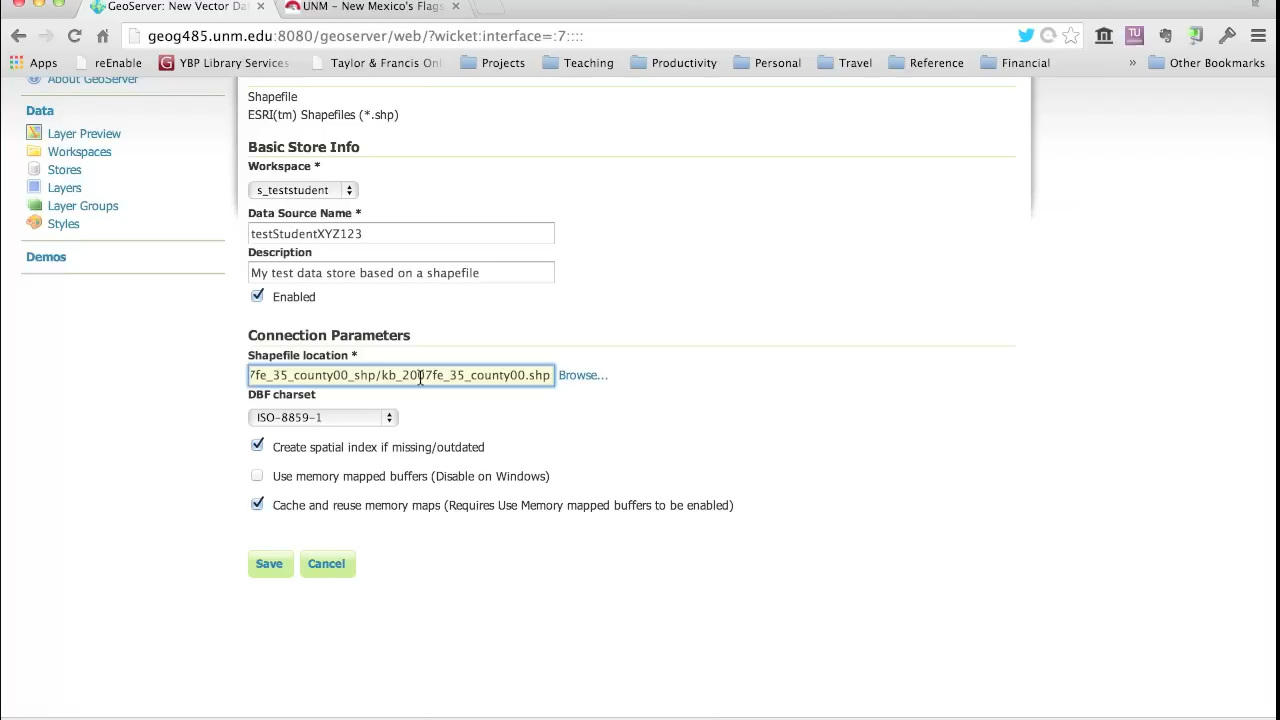 GeoServer: New Vector Da
UNM – New Mexico's Flags
geog485.unm.edu:8080/geoserver/web/?wicket:interface=:7::::
Apps reEnable YBP Library Service Taylor & Francis On Projects Teaching Productivity Personal Travel Reference Financial » Other Bookmarks
About GeoServer
Data
Layer Preview
Workspaces
Stores
Layers
Layer Groups
Styles
Demos
Shapefile
ESRI(tm) Shapefiles (*.shp)
Basic Store Info
Workspace *
s_teststudent
Data Source Name *
testStudentXYZ123
Description
My test data store based on a shapefile
Enabled
Connection Parameters
Shapefile location *
7fe_35_county00_shp/kb_2007fe_35_county00.shp Browse...
DBF charset
ISO-8859-1
Create spatial index if missing/outdated
Use memory mapped buffers (Disable on Windows)
Cache and reuse memory maps (Requires Use Memory mapped buffers to be enabled)
Save Cancel